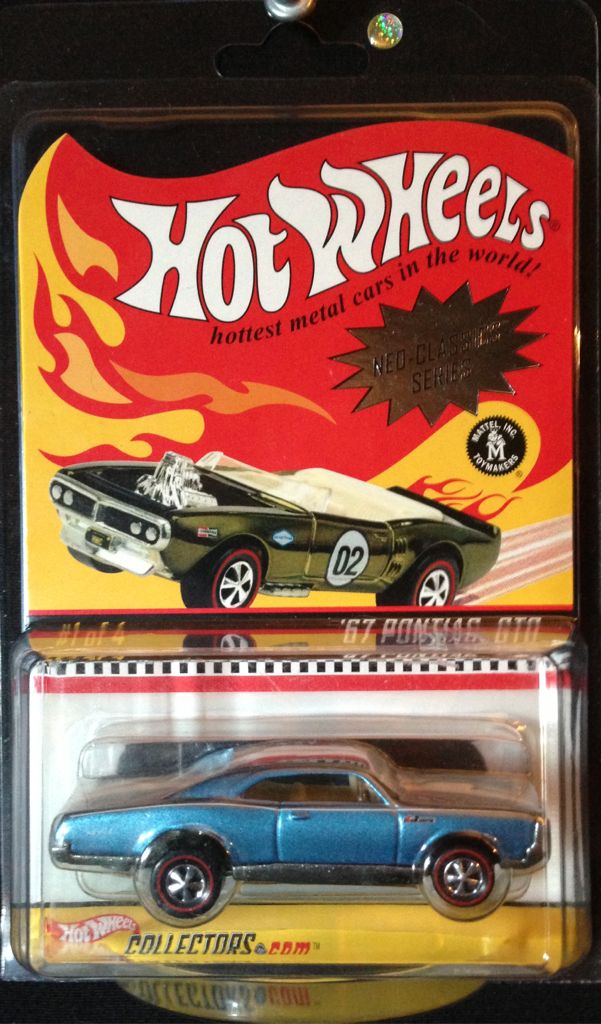 HOT WHEELS®
hottest metal cars in the world!
NEO-CLASSICS
SERIES
MATTEL, INC.
M
TOYMAKERS
®
02
#1 of 4
'67 PONTIAC GTO
HOT WHEELS
COLLECTORS.com™